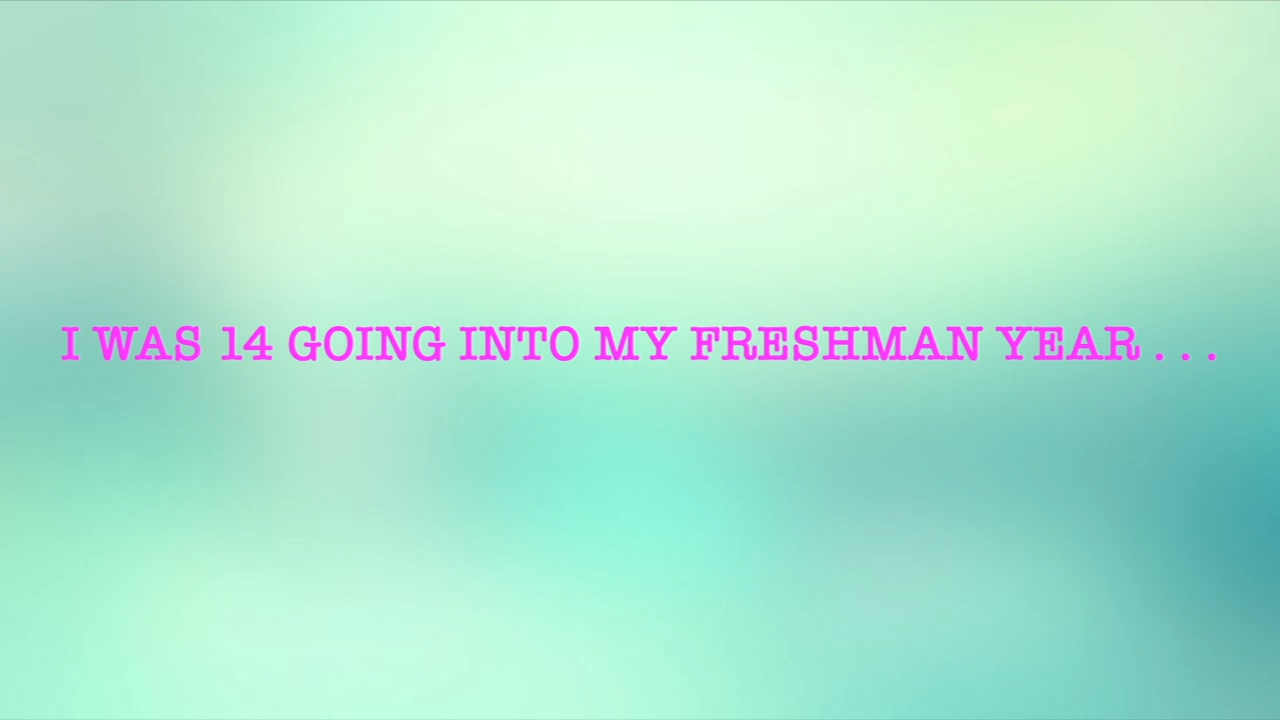 I WAS 14 GOING INTO MY FRESHMAN YEAR . . .